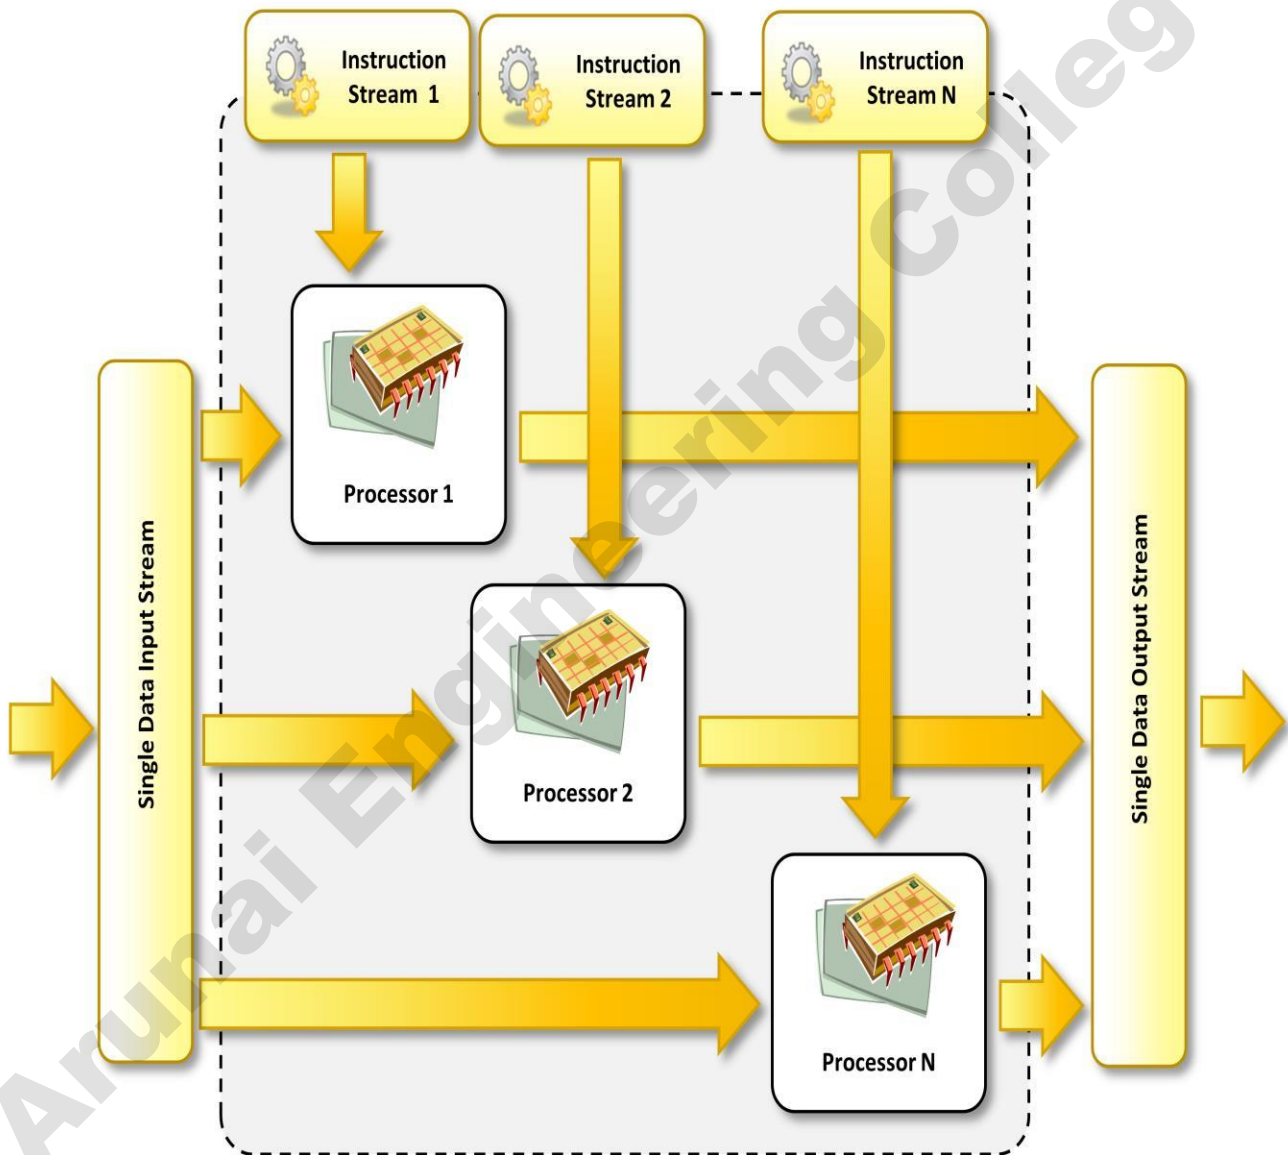 Instruction
Stream 1
Instruction
Stream 2
Instruction
Stream N
Processor 1
Processor 2
Processor N
Single Data Input Stream
Single Data Output Stream
Arunai Engineering Colleg